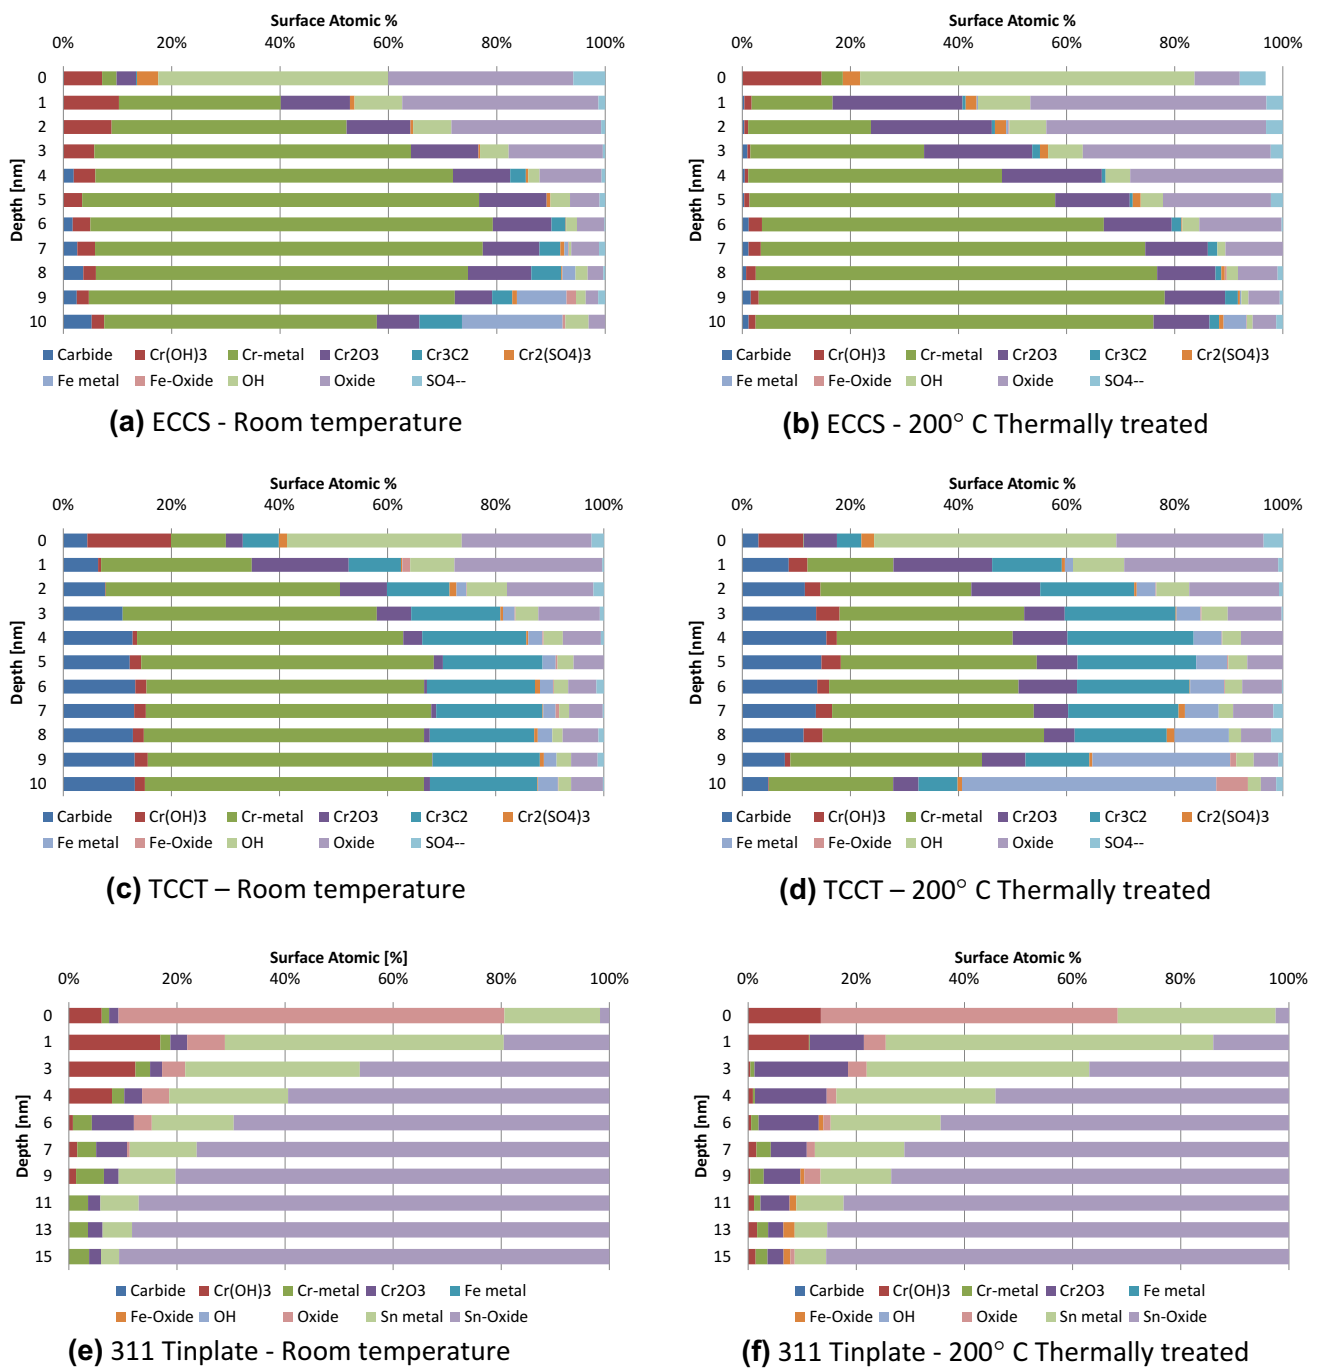 Surface Atomic %
0% 20% 40% 60% 80% 100%
Depth [nm]
0
1
2
3
4
5
6
7
8
9
10
Carbide Cr(OH)3 Cr-metal Cr2O3 Cr3C2 Cr2(SO4)3
Fe metal Fe-Oxide OH Oxide SO4--
(a) ECCS - Room temperature
Surface Atomic %
0% 20% 40% 60% 80% 100%
Depth [nm]
0
1
2
3
4
5
6
7
8
9
10
Carbide Cr(OH)3 Cr-metal Cr2O3 Cr3C2 Cr2(SO4)3
Fe metal Fe-Oxide OH Oxide SO4--
(b) ECCS - 200° C Thermally treated
Surface Atomic %
0% 20% 40% 60% 80% 100%
Depth [nm]
0
1
2
3
4
5
6
7
8
9
10
Carbide Cr(OH)3 Cr-metal Cr2O3 Cr3C2 Cr2(SO4)3
Fe metal Fe-Oxide OH Oxide SO4--
(c) TCCT – Room temperature
Surface Atomic %
0% 20% 40% 60% 80% 100%
Depth [nm]
0
1
2
3
4
5
6
7
8
9
10
Carbide Cr(OH)3 Cr-metal Cr2O3 Cr3C2 Cr2(SO4)3
Fe metal Fe-Oxide OH Oxide SO4--
(d) TCCT – 200° C Thermally treated
Surface Atomic [%]
0% 20% 40% 60% 80% 100%
Depth [nm]
0
1
3
4
6
7
9
11
13
15
Carbide Cr(OH)3 Cr-metal Cr2O3 Fe metal
Fe-Oxide OH Oxide Sn metal Sn-Oxide
(e) 311 Tinplate - Room temperature
Surface Atomic %
0% 20% 40% 60% 80% 100%
Depth [nm]
0
1
3
4
6
7
9
11
13
15
Carbide Cr(OH)3 Cr-metal Cr2O3 Fe metal
Fe-Oxide OH Oxide Sn metal Sn-Oxide
(f) 311 Tinplate - 200° C Thermally treated